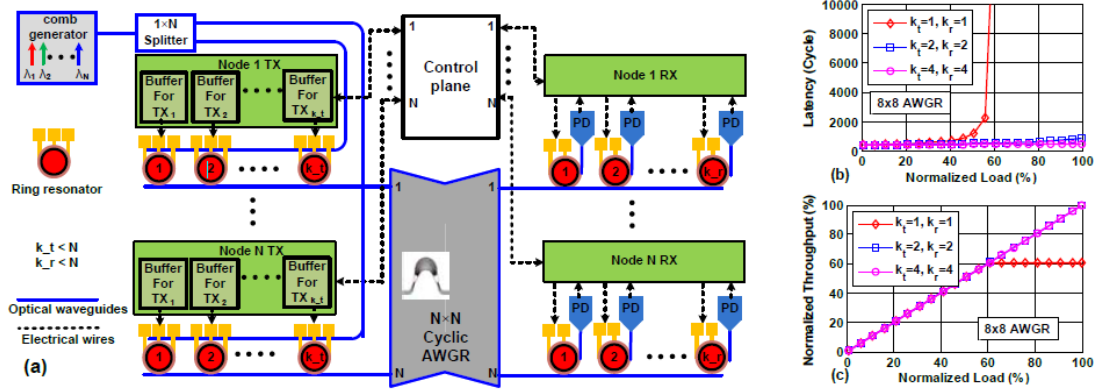 comb
generator
λ1 λ2 λN
1×N
Splitter
Node 1 TX
Buffer
For
TX1
Buffer
For
TX2
Buffer
For
TXk_t
1
2
k_t
Ring resonator
k_t < N
k_r < N
Optical waveguides
Electrical wires
(a)
Node N TX
Buffer
For
TX1
Buffer
For
TX2
Buffer
For
TXk_t
1
2
k_t
1
N
Control
plane
1
N
1
1
N×N
Cyclic
AWGR
N
N
Node 1 RX
PD
PD
PD
1
2
k_r
Node N RX
PD
PD
PD
1
2
k_r
Latency (Cycle)
10000
8000
6000
4000
2000
0
kt=1, kr=1
kt=2, kr=2
kt=4, kr=4
8x8 AWGR
0 20 40 60 80 100
(b)
Normalized Load (%)
Normalized Throughput (%)
100
80
60
40
20
0
kt=1, kr=1
kt=2, kr=2
kt=4, kr=4
8x8 AWGR
0 20 40 60 80 100
(c)
Normalized Load (%)